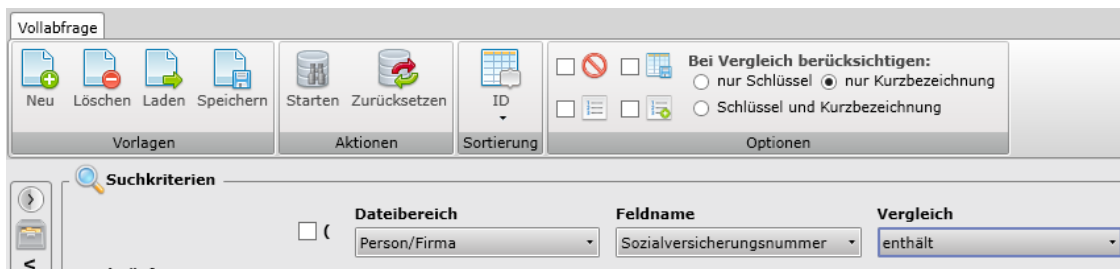 Vollabfrage
Neu Löschen Laden Speichern
Vorlagen
Starten Zurücksetzen
Aktionen
ID
Sortierung
Bei Vergleich berücksichtigen:
nur Schlüssel nur Kurzbezeichnung
Schlüssel und Kurzbezeichnung
Optionen
Suchkriterien
Dateibereich Feldname Vergleich
( Person/Firma Sozialversicherungsnummer enthält
<